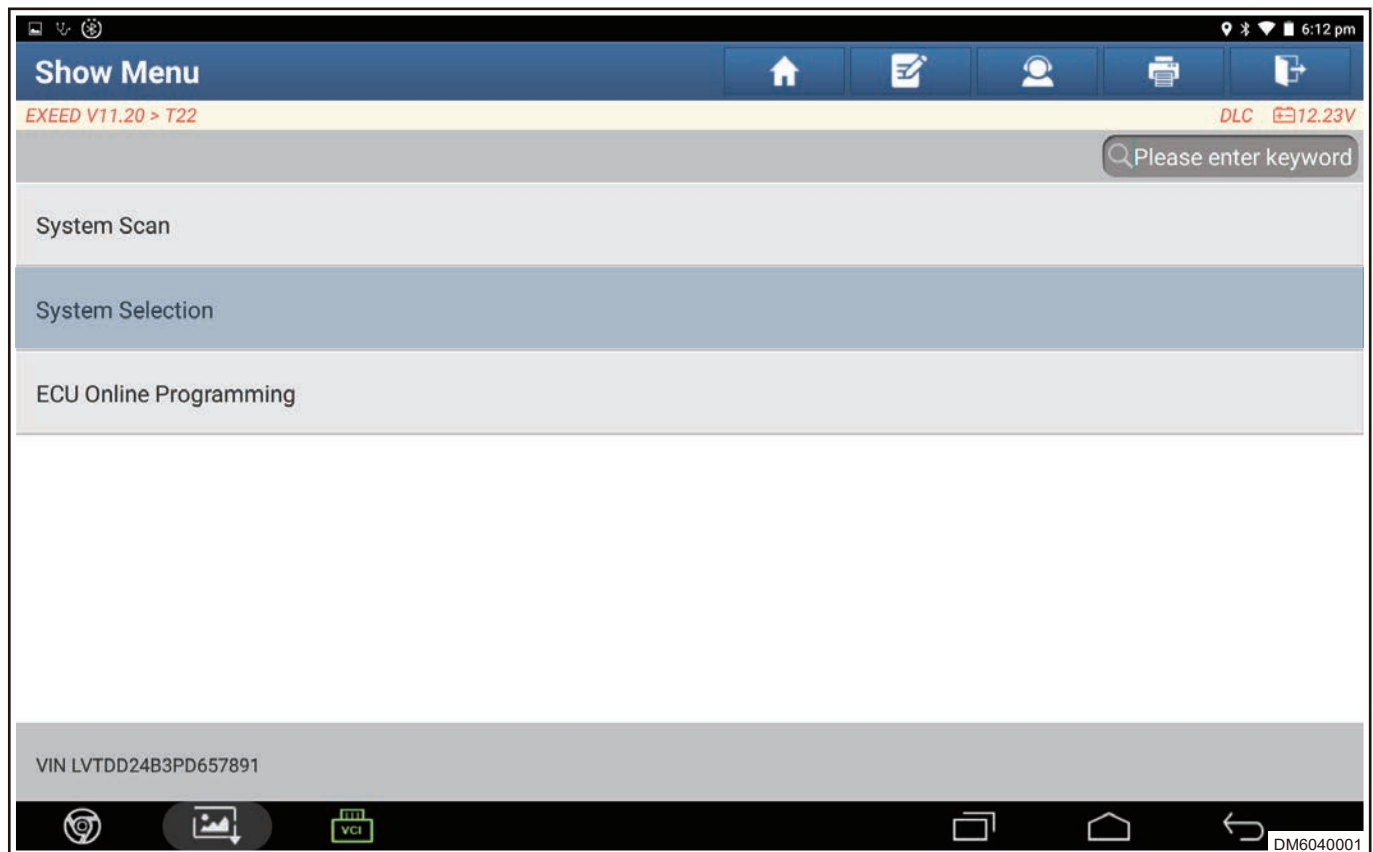 6:12 pm
Show Menu
EXEED V11.20 > T22
DLC 12.23V
Please enter keyword
System Scan
System Selection
ECU Online Programming
VIN LVTDD24B3PD657891
VCI
DM6040001